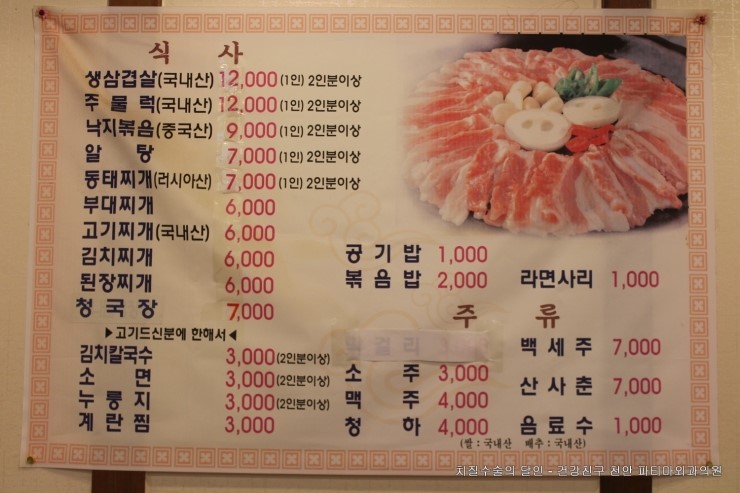 식 사
생삼겹살(국내산) 12,000 (1인) 2인분이상
주 물 럭(국내산) 12,000 (1인) 2인분이상
낙지볶음(중국산) 9,000 (1인) 2인분이상
알 탕 7,000 (1인) 2인분이상
동태찌개(러시아산) 7,000 (1인) 2인분이상
부대찌개 6,000
고기찌개(국내산) 6,000
김치찌개 6,000
된장찌개 6,000
청 국 장 7,000
▶고기드신분에 한해서◀
김치칼국수 3,000 (2인분이상)
소 면 3,000 (2인분이상)
누 룽 지 3,000 (2인분이상)
계 란 찜 3,000
공 기 밥 1,000
볶 음 밥 2,000 라면사리 1,000
주 류
소 주 3,000
맥 주 4,000
청 하 4,000
백 세 주 7,000
산 사 춘 7,000
음 료 수 1,000
(쌀 : 국내산 배추 : 국내산)
치질수술의 달인 - 건강친구 천안 파티마외과의원